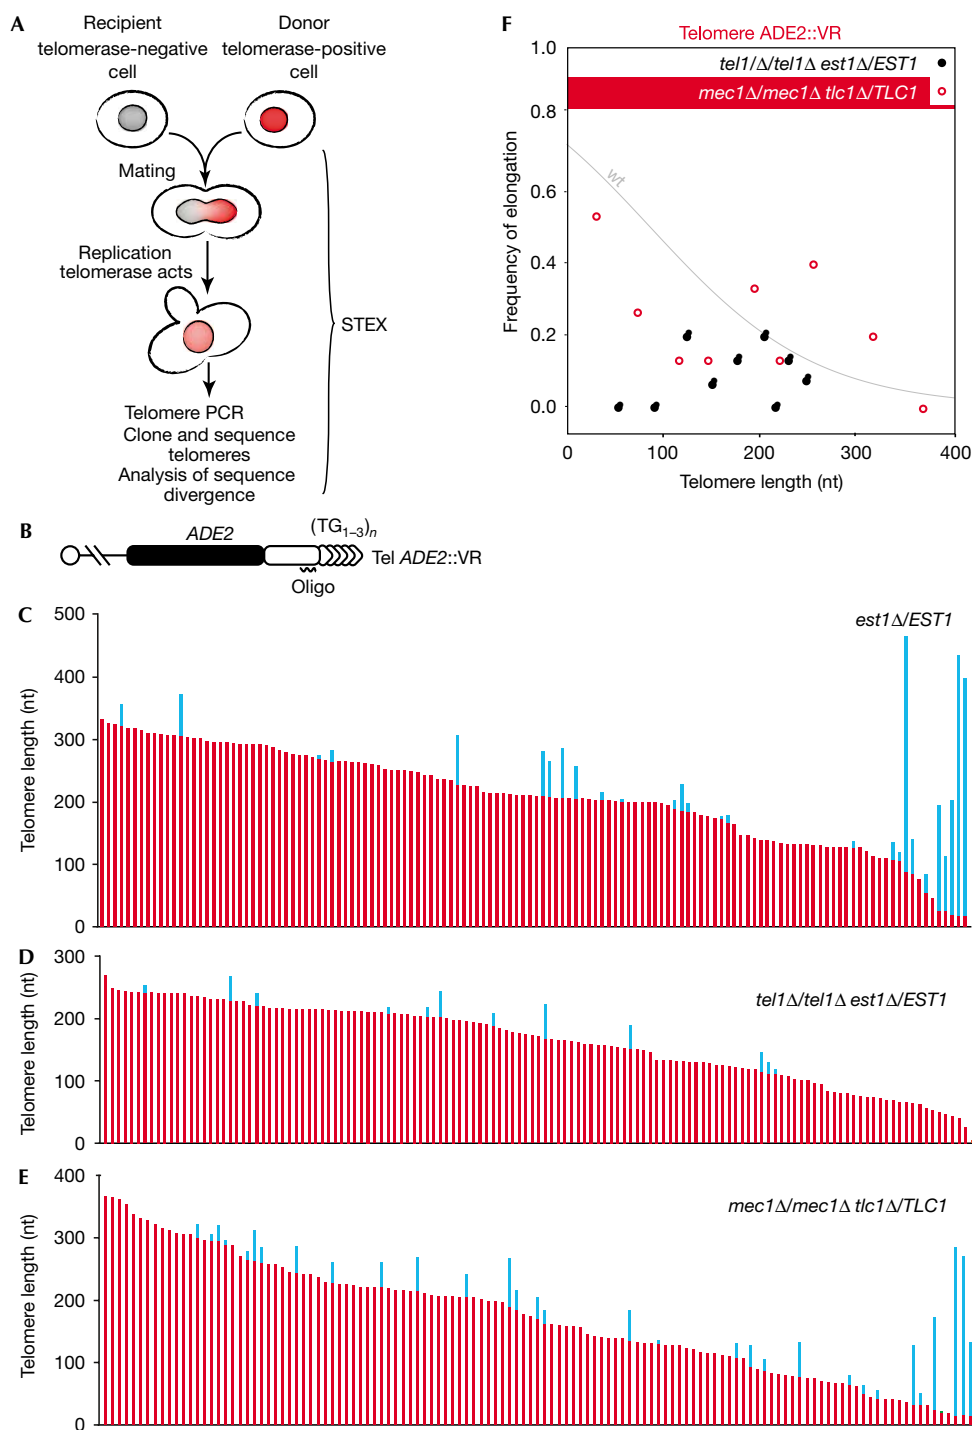 A
Recipient
telomerase-negative
cell
Donor
telomerase-positive
cell
Mating
Replication
telomerase acts
STEX
Telomere PCR
Clone and sequence
telomeres
Analysis of sequence
divergence
F
Telomere ADE2::VR
tel1/Δ/tel1Δ est1Δ/EST1
mec1Δ/mec1Δ tlc1Δ/TLC1
wt
Frequency of elongation
1.0
0.8
0.6
0.4
0.2
0.0
0 100 200 300 400
Telomere length (nt)
B
ADE2
(TG1–3)n
Tel ADE2::VR
Oligo
C
est1Δ/EST1
Telomere length (nt)
500
400
300
200
100
0
D
tel1Δ/tel1Δ est1Δ/EST1
Telomere length (nt)
300
200
100
0
E
mec1Δ/mec1Δ tlc1Δ/TLC1
Telomere length (nt)
400
300
200
100
0